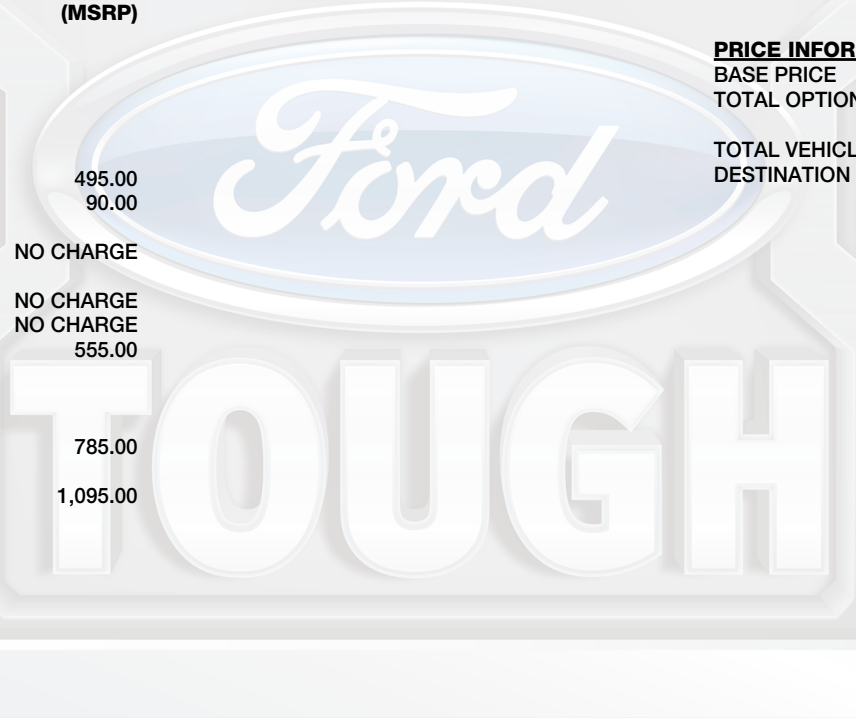 (MSRP)
495.00
90.00
NO CHARGE
NO CHARGE
NO CHARGE
555.00
785.00
1,095.00
PRICE INFOR
BASE PRICE
TOTAL OPTION
TOTAL VEHICL
DESTINATION
Ford
TOUGH